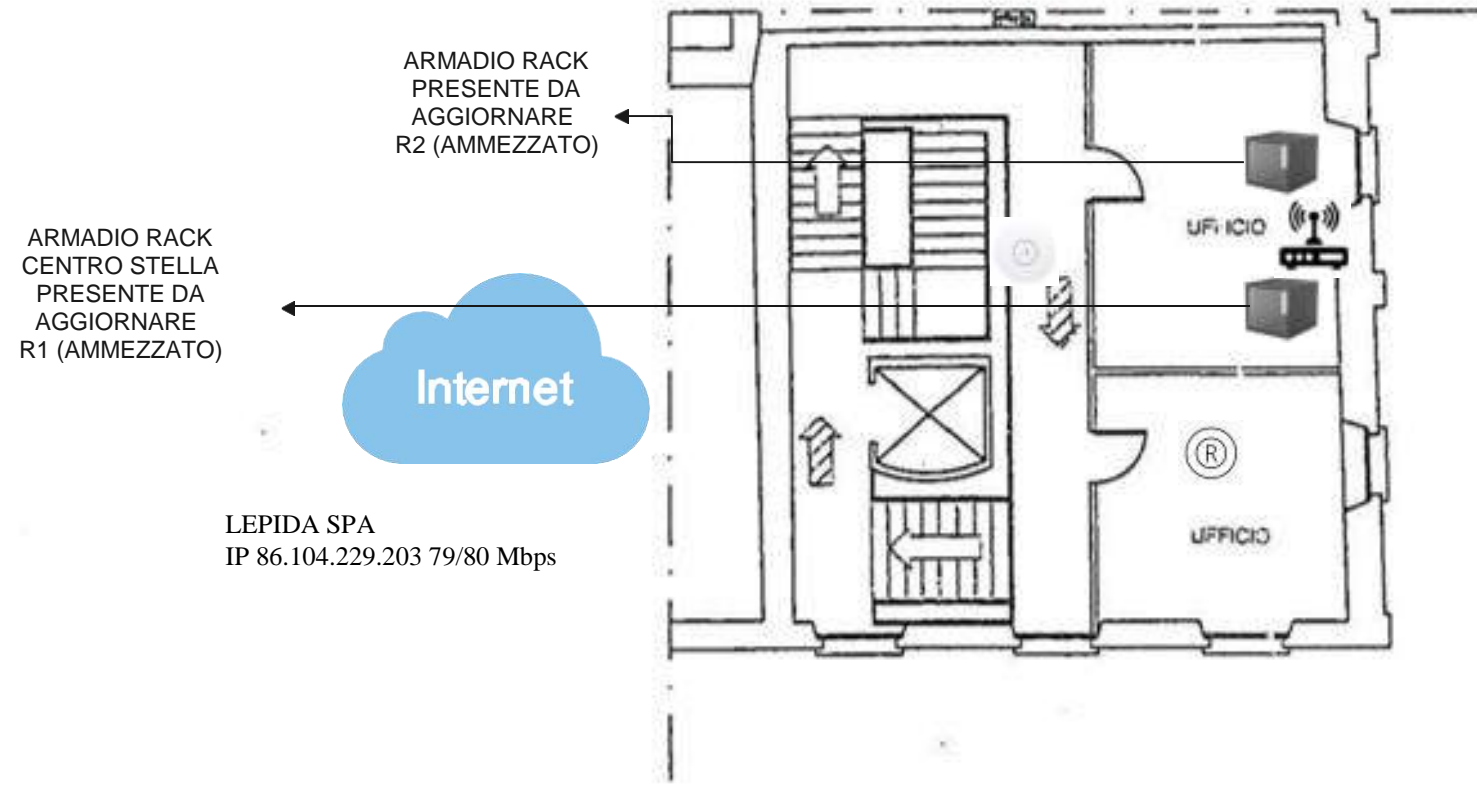 ARMADIO RACK
PRESENTE DA
AGGIORNARE
R2 (AMMEZZATO)
ARMADIO RACK
CENTRO STELLA
PRESENTE DA
AGGIORNARE
R1 (AMMEZZATO)
Internet
LEPIDA SPA
IP 86.104.229.203 79/80 Mbps
UFFICIO
R
UFFICIO